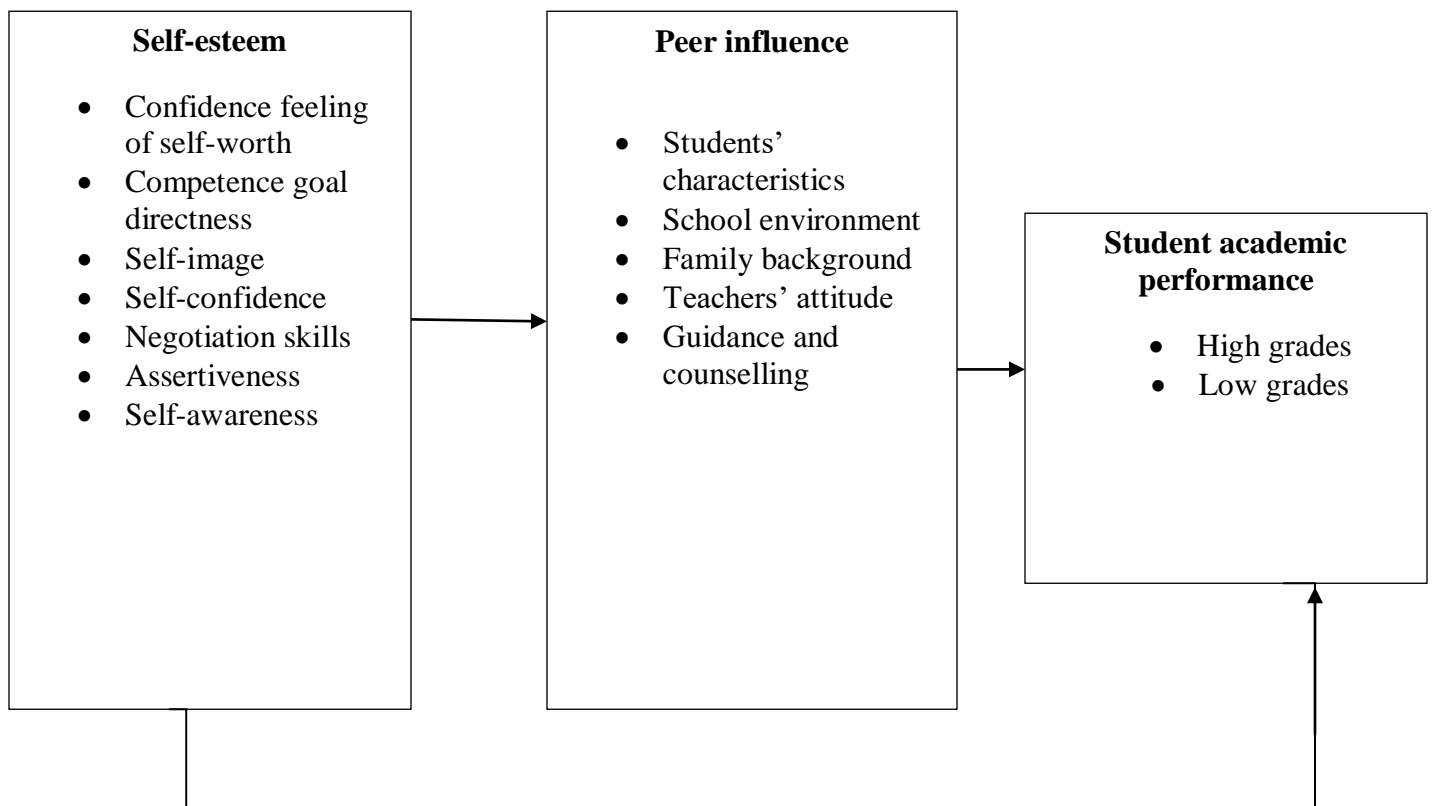 Self-esteem
• Confidence feeling
of self-worth
• Competence goal
directness
• Self-image
• Self-confidence
• Negotiation skills
• Assertiveness
• Self-awareness
Peer influence
• Students’
characteristics
• School environment
• Family background
• Teachers’ attitude
• Guidance and
counselling
Student academic
performance
• High grades
• Low grades